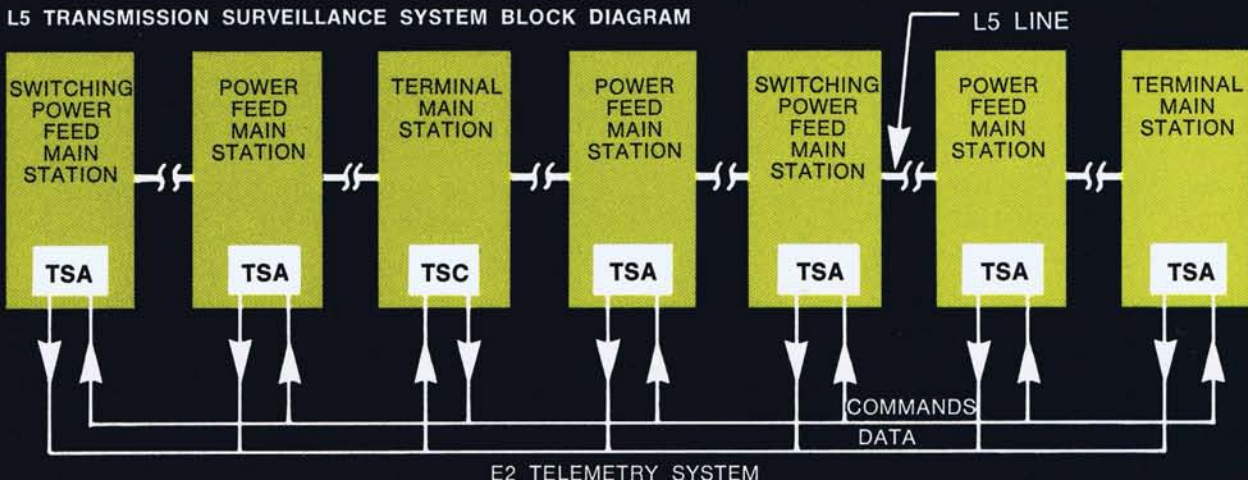 L5 TRANSMISSION SURVEILLANCE SYSTEM BLOCK DIAGRAM
L5 LINE
SWITCHING
POWER
FEED
MAIN
STATION
POWER
FEED
MAIN
STATION
TERMINAL
MAIN
STATION
POWER
FEED
MAIN
STATION
SWITCHING
POWER
FEED
MAIN
STATION
POWER
FEED
MAIN
STATION
TERMINAL
MAIN
STATION
TSA
TSA
TSC
TSA
TSA
TSA
TSA
COMMANDS
DATA
E2 TELEMETRY SYSTEM